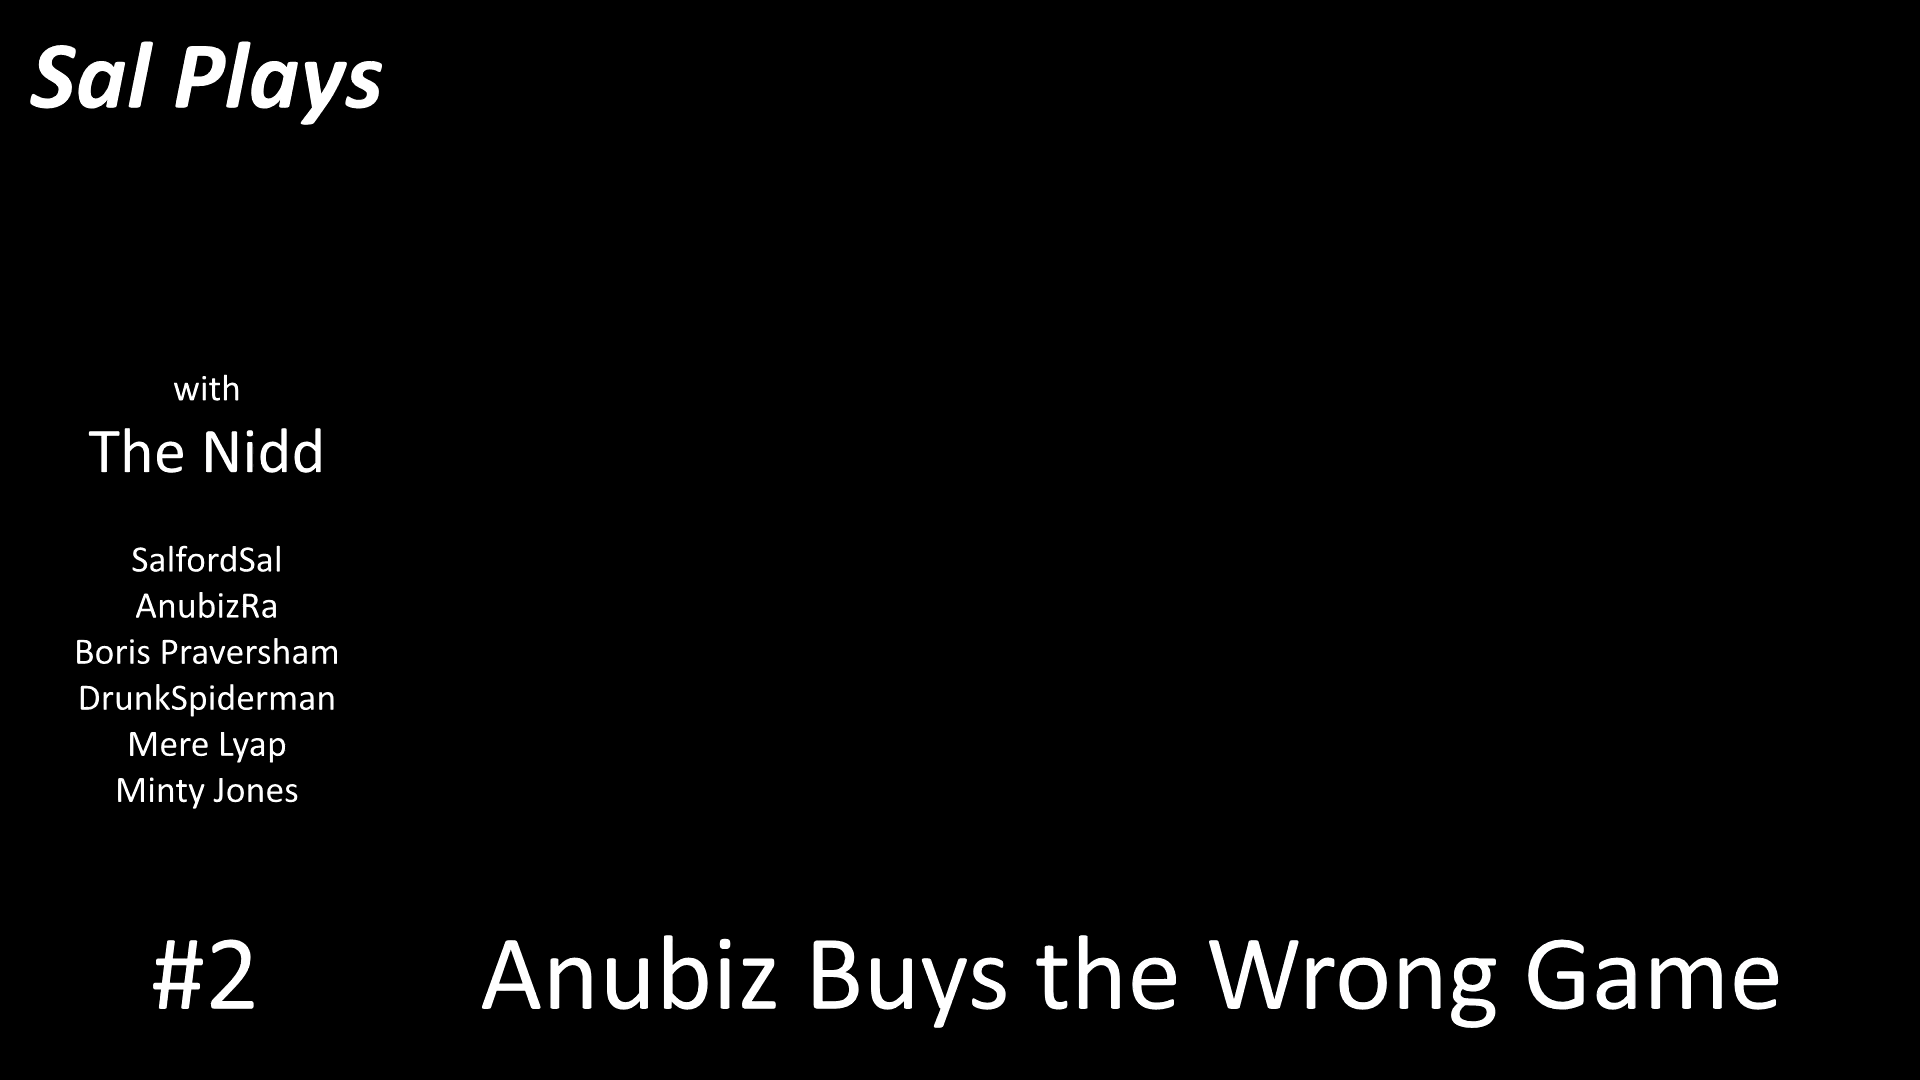 Sal Plays
with
The Nidd
SalfordSal
AnubizRa
Boris Praversham
DrunkSpiderman
Mere Lyap
Minty Jones
#2 Anubiz Buys the Wrong Game